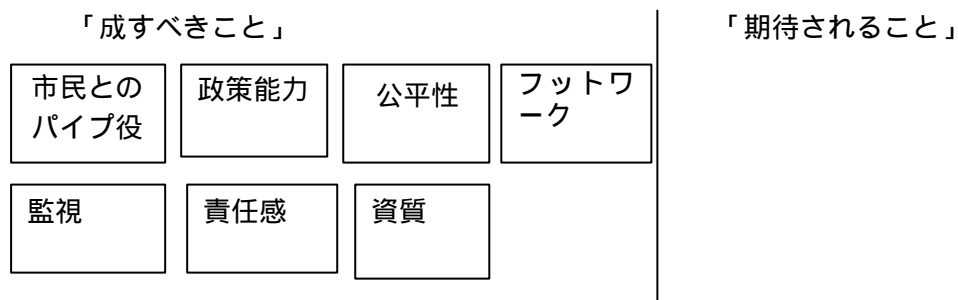 「成すべきこと」
「期待されること」
市民との
パイプ役
政策能力
公平性
フットワ
ーク
監視
責任感
資質